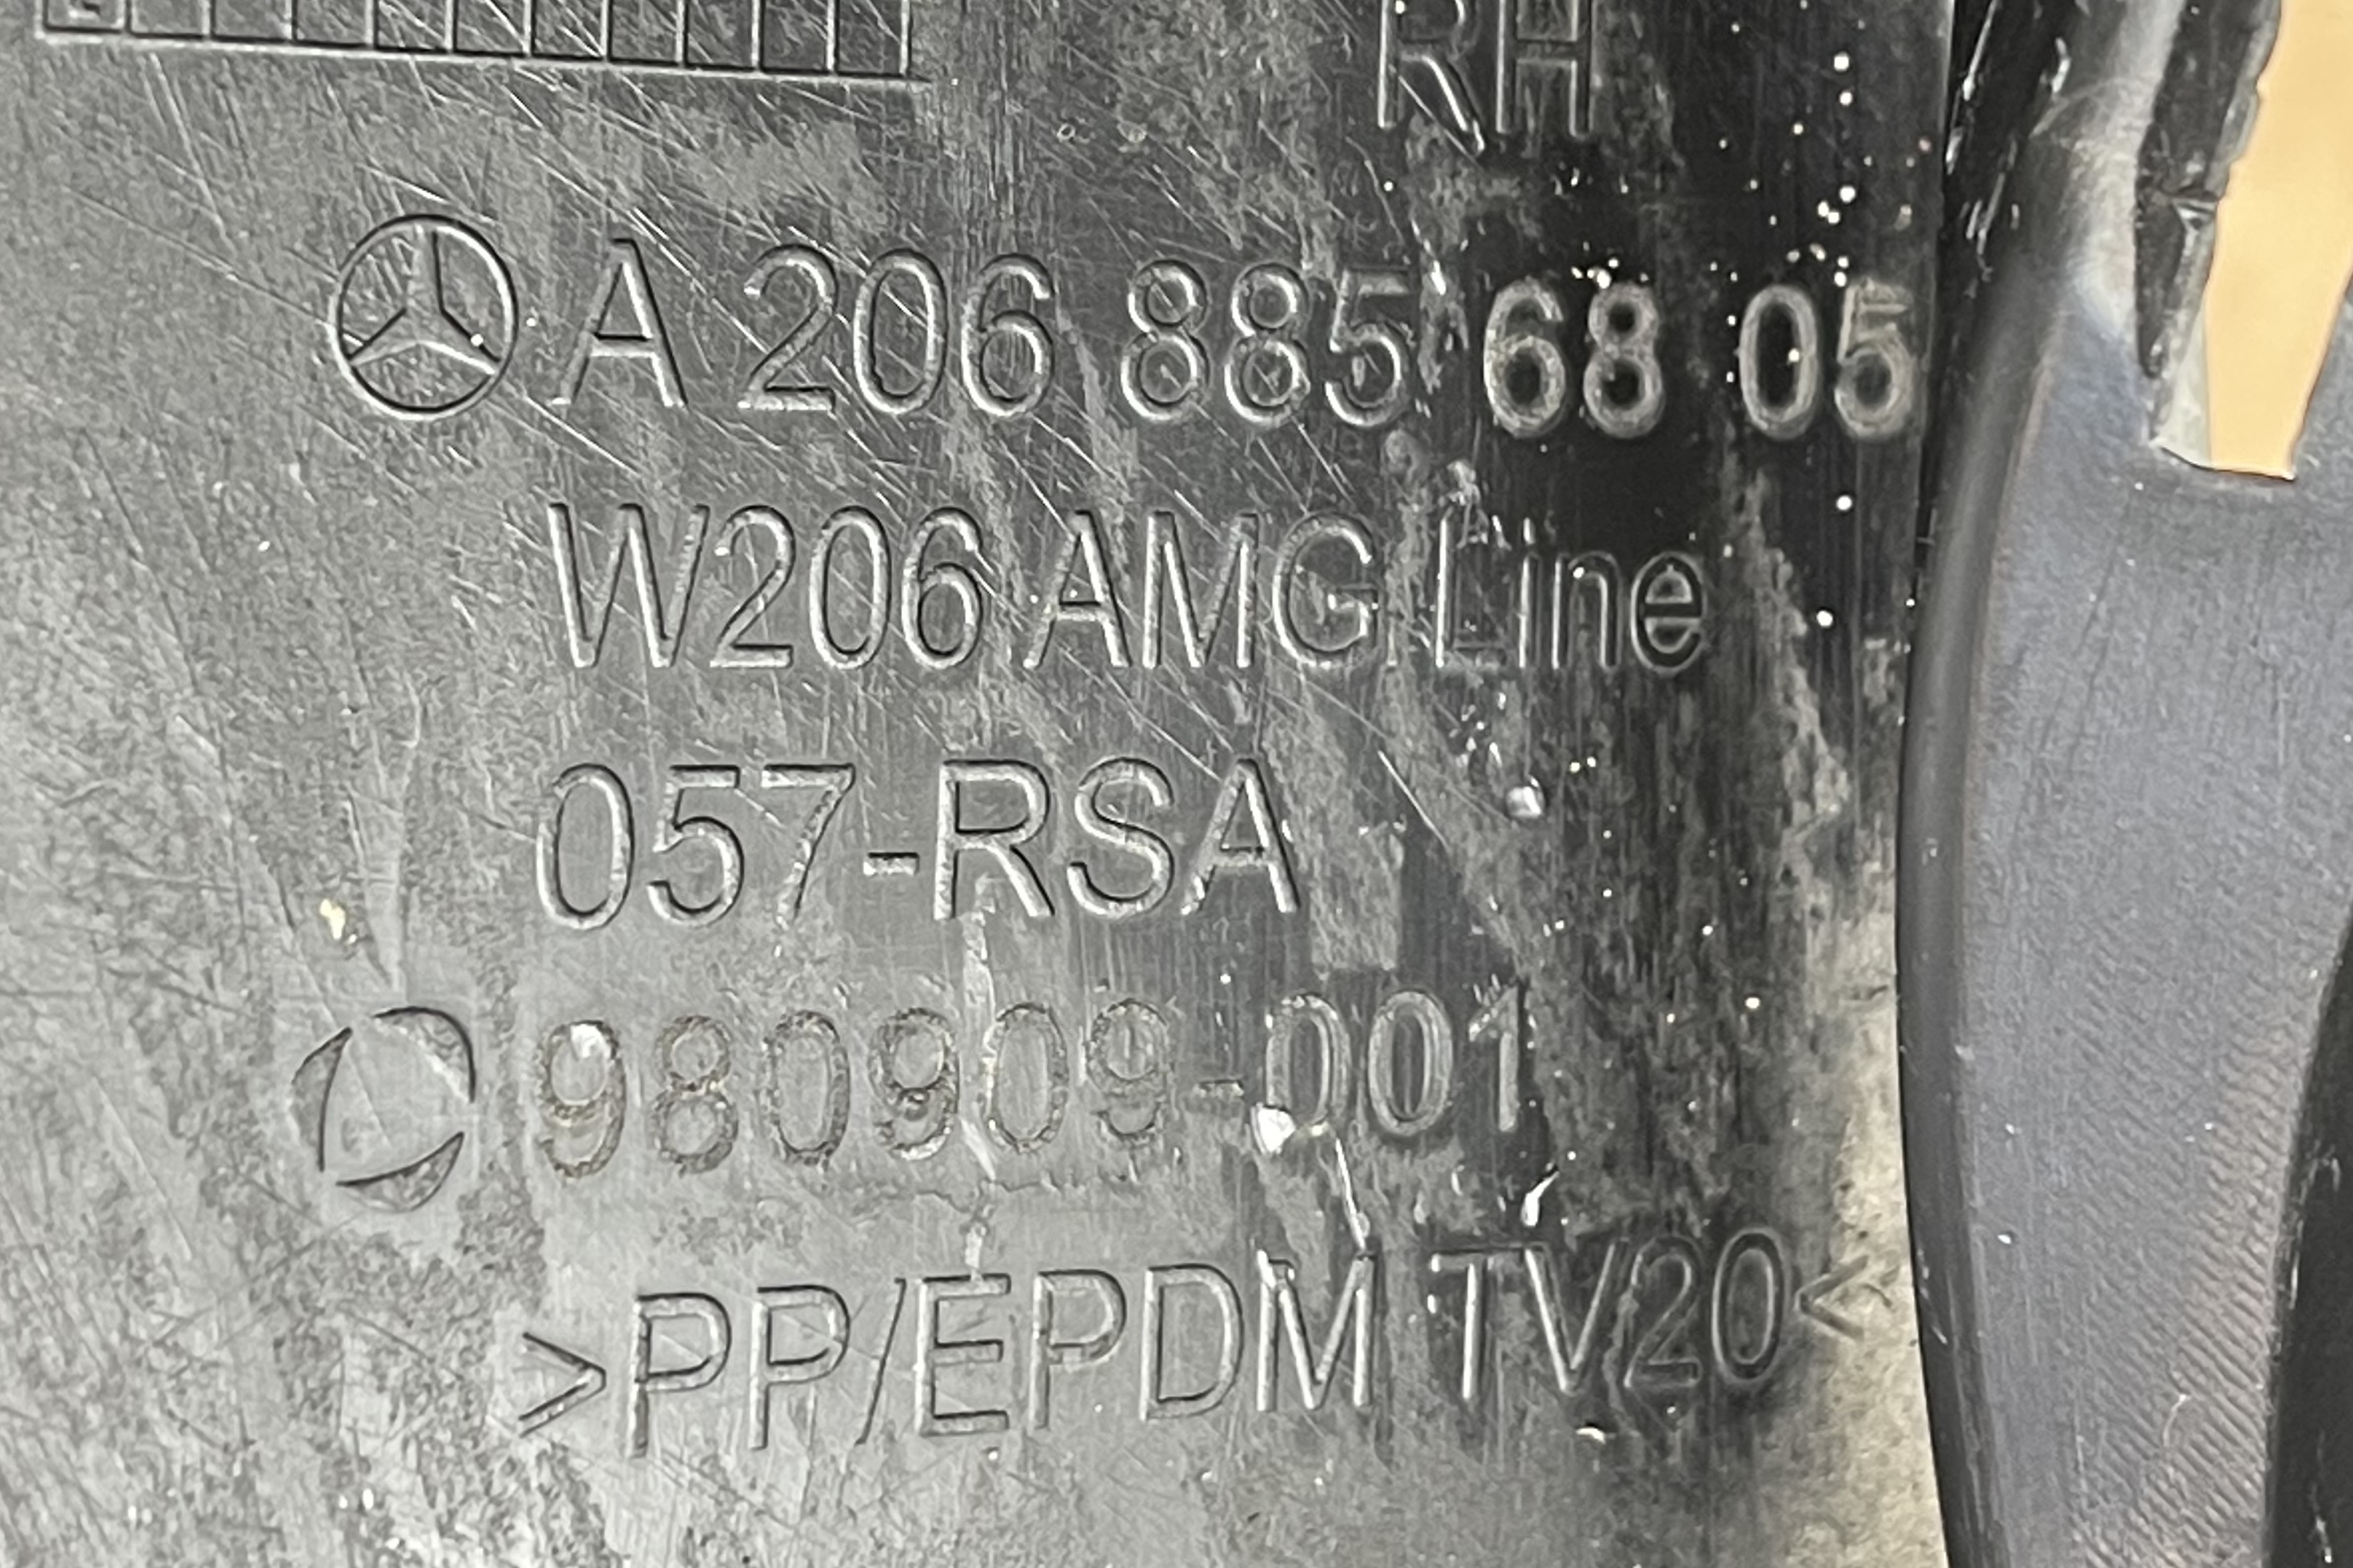 RH
A 206 885 68 05
W206 AMG Line
057-RSA
980909-001
>PP/EPDM TV20<